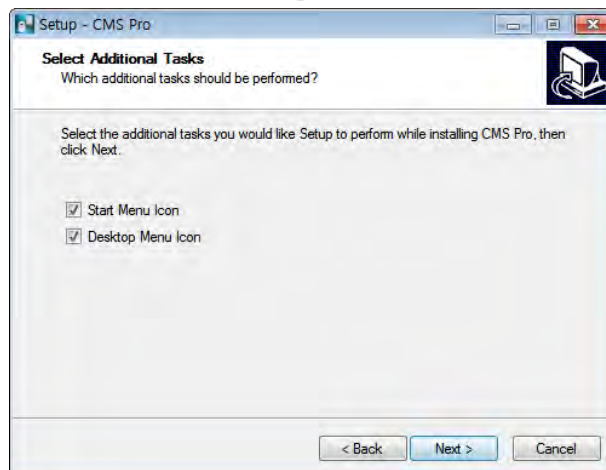 Setup - CMS Pro
Select Additional Tasks
Which additional tasks should be performed?
Select the additional tasks you would like Setup to perform while installing CMS Pro, then
click Next.
Start Menu Icon
Desktop Menu Icon
< Back
Next >
Cancel